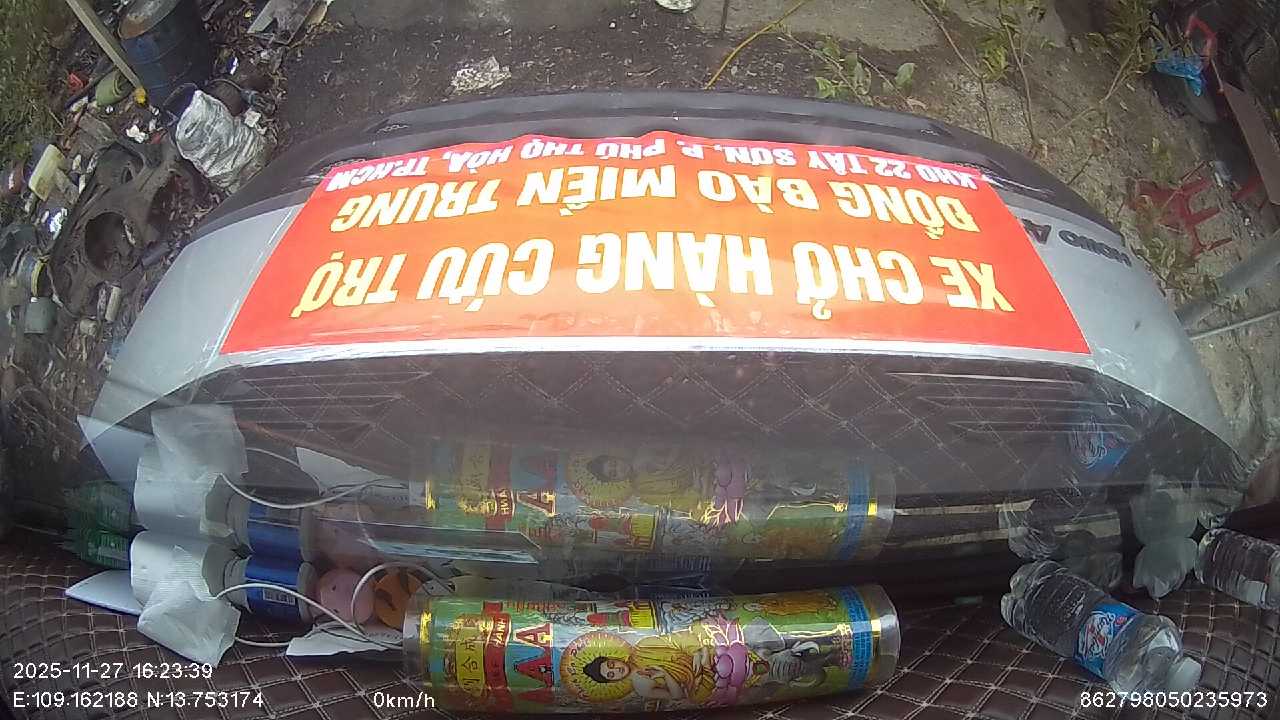 XE CHỞ HÀNG CỨU TRỢ
ĐỒNG BÀO MIỀN TRUNG
KHO 22 TÂY SƠN, P. PHÚ THỌ HÒA, TP.HCM
2025-11-27 16:23:39
E:109.162188 N:13.753174
0km/h
862798050235973